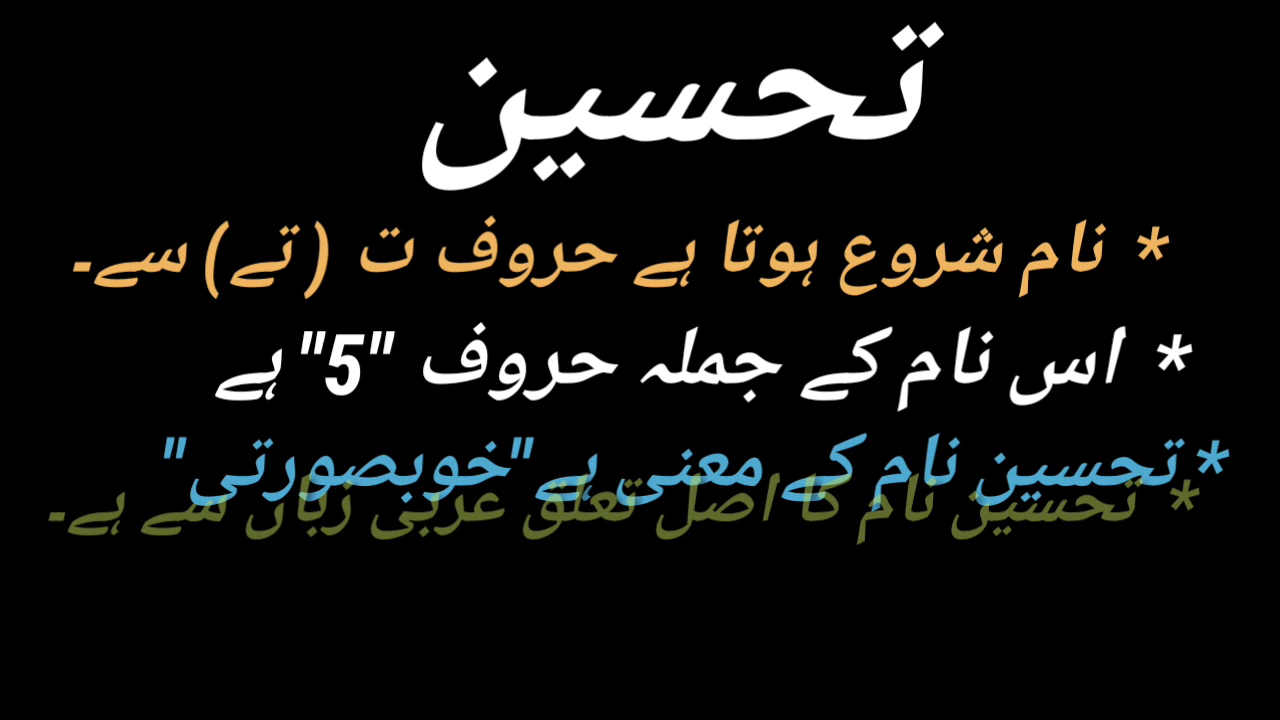 تحسین
* نام شروع ہوتا ہے حروف ت (تے) سے۔
* اس نام کے جملہ حروف "5" ہے
* تحسین نام کے معنی ہے "خوبصورتی"
* تحسین نام کا اصل تعلق عربی زبان سے ہے۔